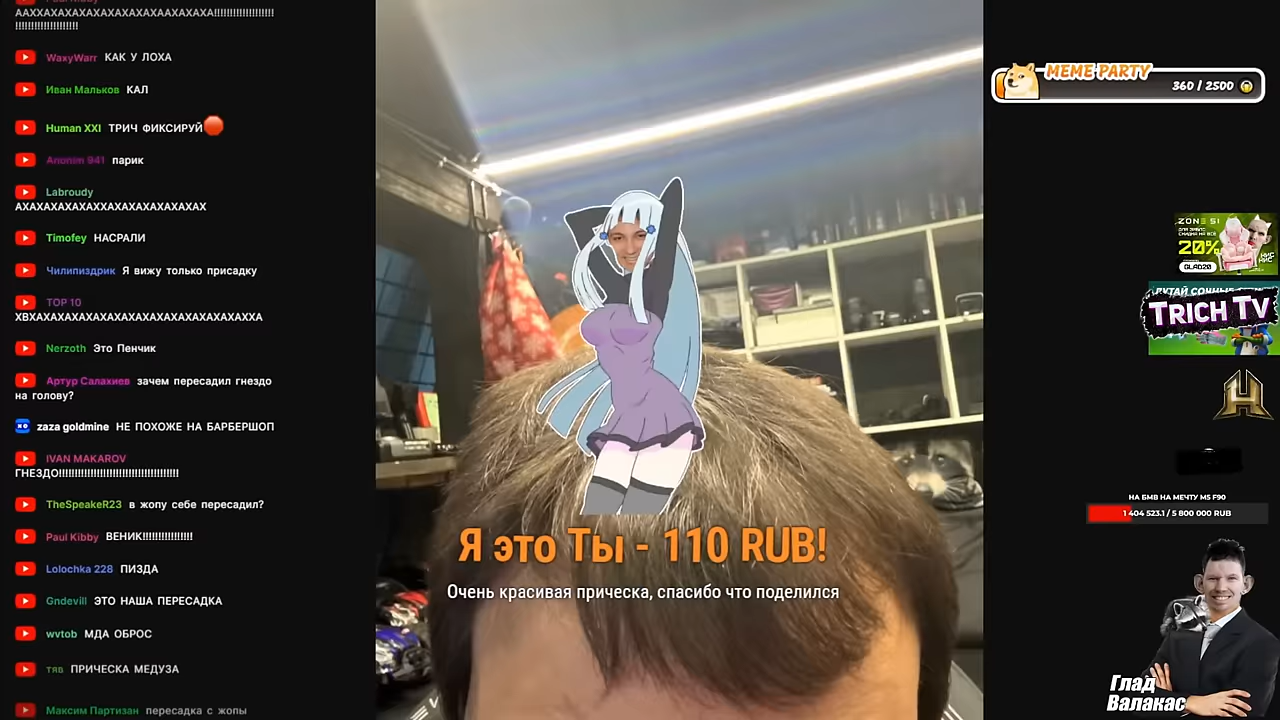 ААХХАХАХАХАХАХАХАХХАХААХАХА!!!!!!!!!!!!!!!!!!!
!!!!!!!!!!!!!!!!!!!!
WaxyWarr КАК У ЛОХА
Иван Мальков КАЛ
Human XXI ТРИЧ ФИКСИРУЙ
Anonim 941 парик
Labroudy
АХАХАХАХАХАХХАХАХАХАХАХАХАХ
Timofey НАСРАЛИ
Чилипиздрик Я вижу только присадку
TOP 10
ХВХАХАХАХАХАХАХАХАХАХАХАХАХАХАХАХХА
Nerzoth Это Пенчик
Артур Салахиев зачем пересадил гнездо
на голову?
zaza goldmine НЕ ПОХОЖЕ НА БАРБЕРШОП
IVAN MAKAROV
ГНЕЗДО!!!!!!!!!!!!!!!!!!!!!!!!!!!!!!!!!!!!!!
TheSpeakeR23 в жопу себе пересадил?
Paul Kibby ВЕНИК!!!!!!!!!!!!!!!!
Lolochka 228 ПИЗДА
Gndevill ЭТО НАША ПЕРЕСАДКА
wvtob МДА ОБРОС
тяв ПРИЧЕСКА МЕДУЗА
Максим Партизан пересадка с жопы
Я это Ты - 110 RUB!
Очень красивая прическа, спасибо что поделился
MEME PARTY
360 / 2500
ZONE 51
20%
GLAD20
TRICH TV
НА БМВ НА МЕЧТУ M5 F90
1 404 523.1 / 5 800 000 RUB
Глад
Валакас